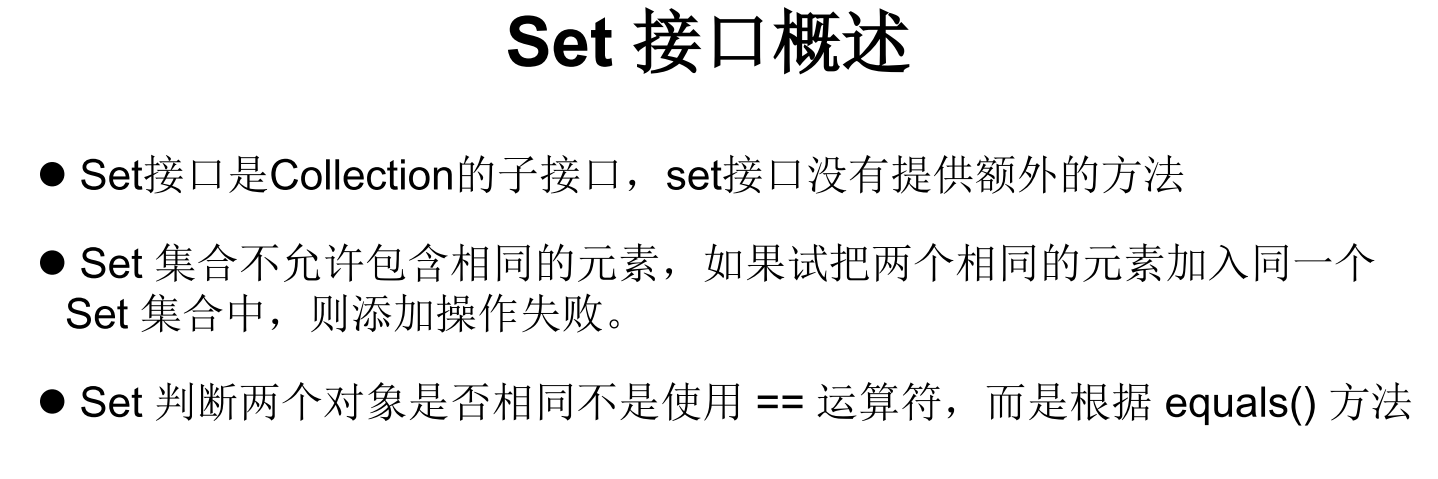 Set 接口概述
● Set接口是Collection的子接口，set接口没有提供额外的方法
● Set 集合不允许包含相同的元素，如果试把两个相同的元素加入同一个
Set 集合中，则添加操作失败。
● Set 判断两个对象是否相同不是使用 == 运算符，而是根据 equals() 方法